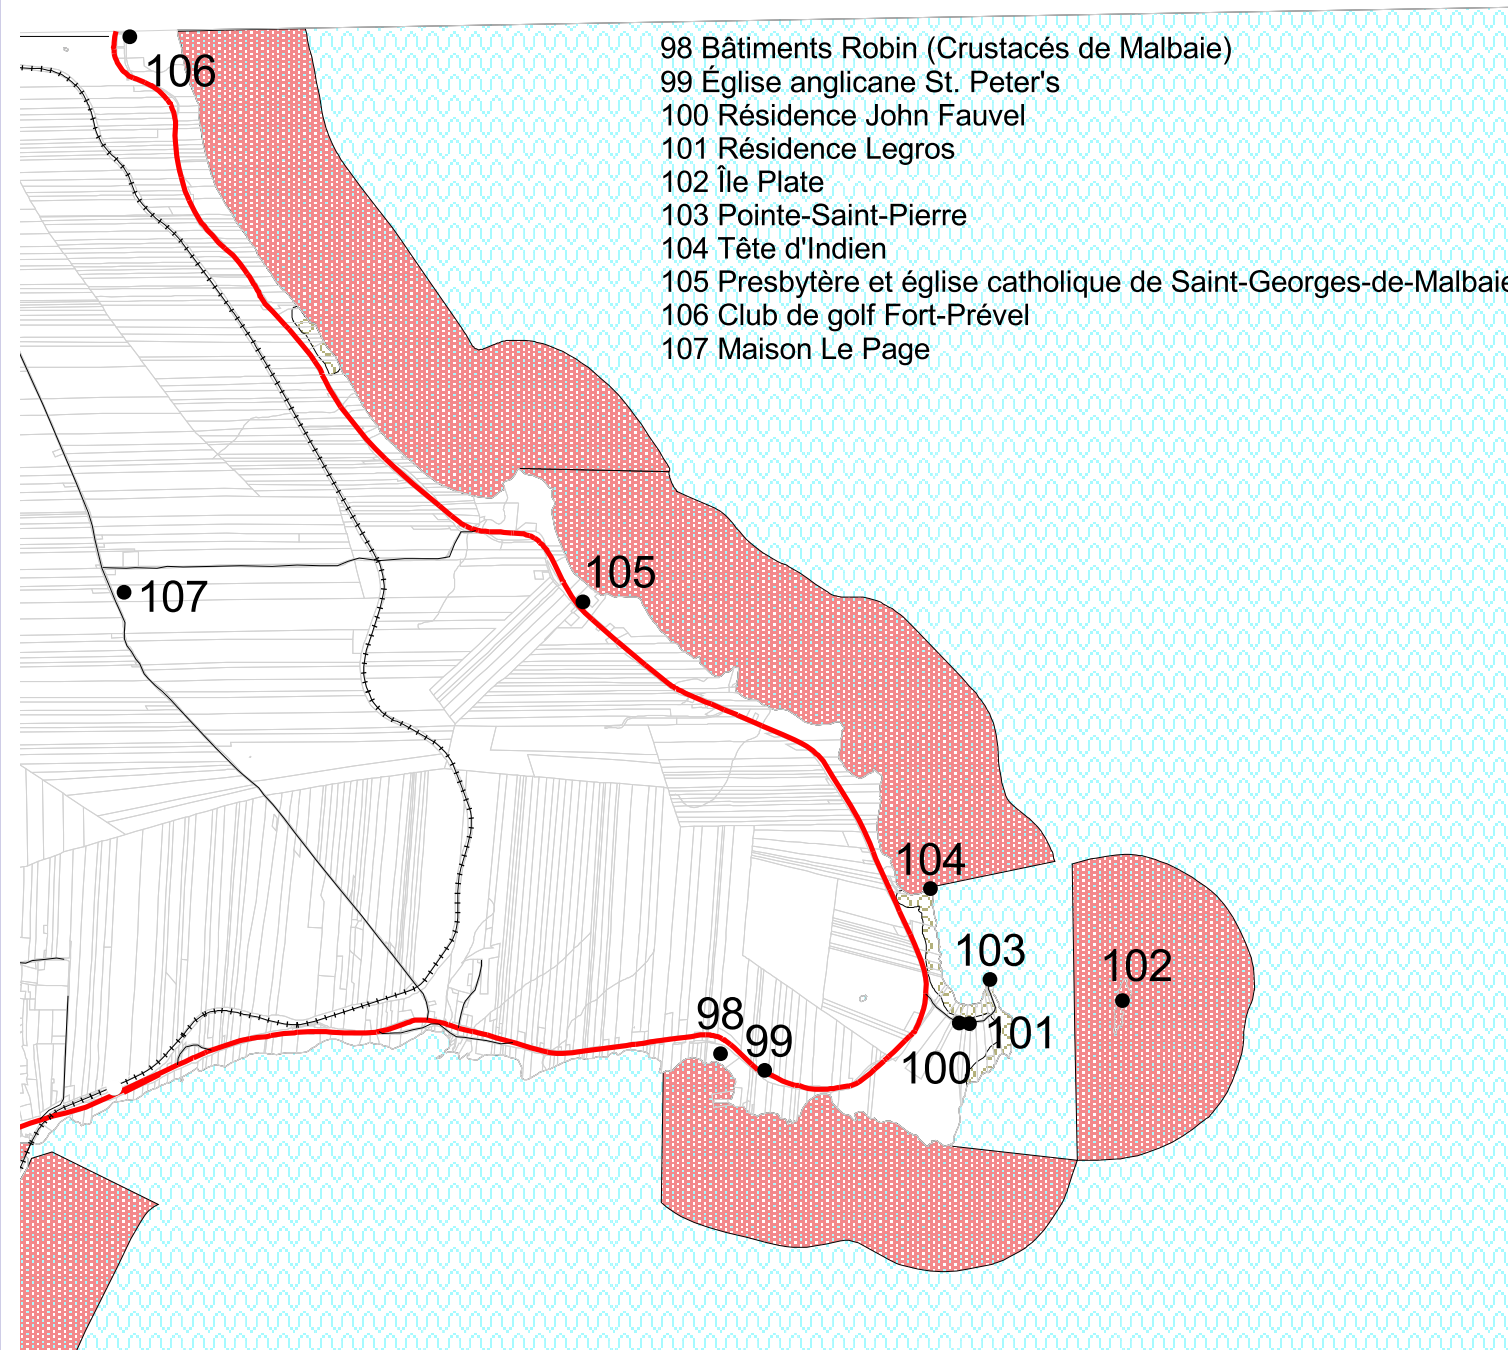 98 Bâtiments Robin (Crustacés de Malbaie)
99 Église anglicane St. Peter's
100 Résidence John Fauvel
101 Résidence Legros
102 Île Plate
103 Pointe-Saint-Pierre
104 Tête d'Indien
105 Presbytère et église catholique de Saint-Georges-de-Malbaie
106 Club de golf Fort-Prével
107 Maison Le Page
106
105
107
104
103
102
98
99
101
100